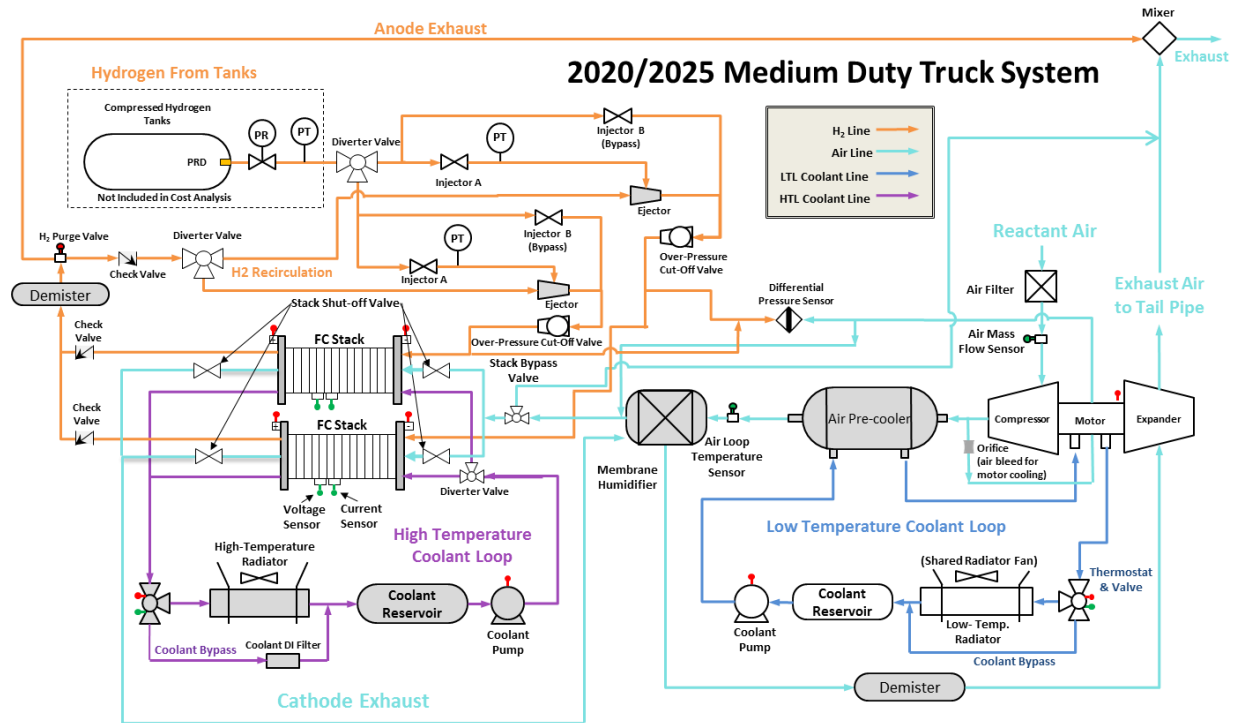 Mixer
Anode Exhaust
Exhaust
Hydrogen From Tanks
2020/2025 Medium Duty Truck System
Compressed Hydrogen
Tanks
PR
PT
PRD
Not Included in Cost Analysis
Diverter Valve
PT
Injector A
Injector B
(Bypass)
Ejector
H₂ Line
Air Line
LTL Coolant Line
HTL Coolant Line
H₂ Purge Valve
Diverter Valve
Check Valve
H2 Recirculation
Injector B
(Bypass)
PT
Injector A
Ejector
Over-Pressure
Cut-Off Valve
Over-Pressure Cut-Off Valve
Differential
Pressure Sensor
Reactant Air
Air Filter
Air Mass
Flow Sensor
Exhaust Air
to Tail Pipe
Demister
Stack Shut-off Valve
Check
Valve
FC Stack
Stack Bypass
Valve
Check
Valve
FC Stack
Voltage
Sensor
Current
Sensor
Diverter Valve
Membrane
Humidifier
Air Loop
Temperature
Sensor
Air Pre-cooler
Compressor
Motor
Expander
Orifice
(air bleed for
motor cooling)
High Temperature
Coolant Loop
High-Temperature
Radiator
Coolant
Reservoir
Coolant
Pump
Coolant Bypass
Coolant DI Filter
Low Temperature Coolant Loop
(Shared Radiator Fan)
Thermostat
& Valve
Coolant
Reservoir
Coolant
Pump
Low- Temp.
Radiator
Coolant Bypass
Cathode Exhaust
Demister